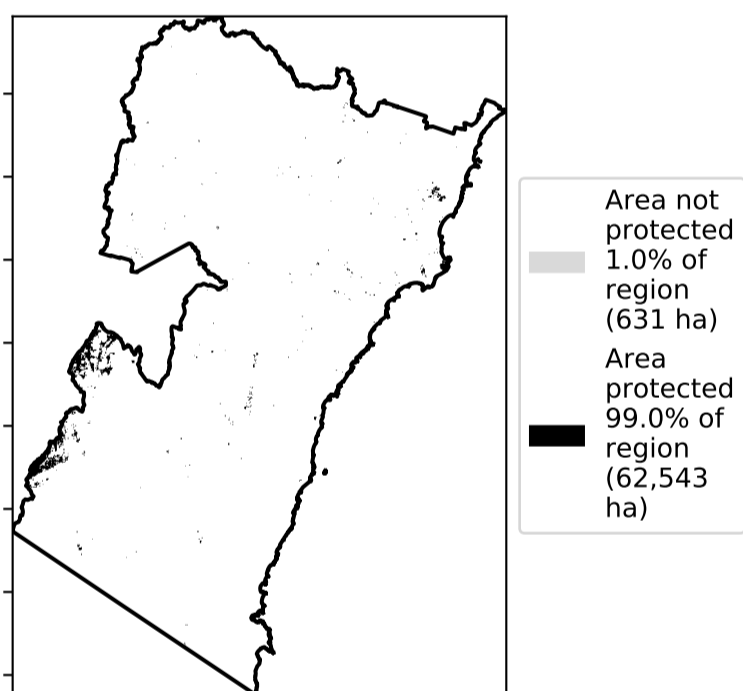 Area not
protected
1.0% of
region
(631 ha)
Area
protected
99.0% of
region
(62,543
ha)